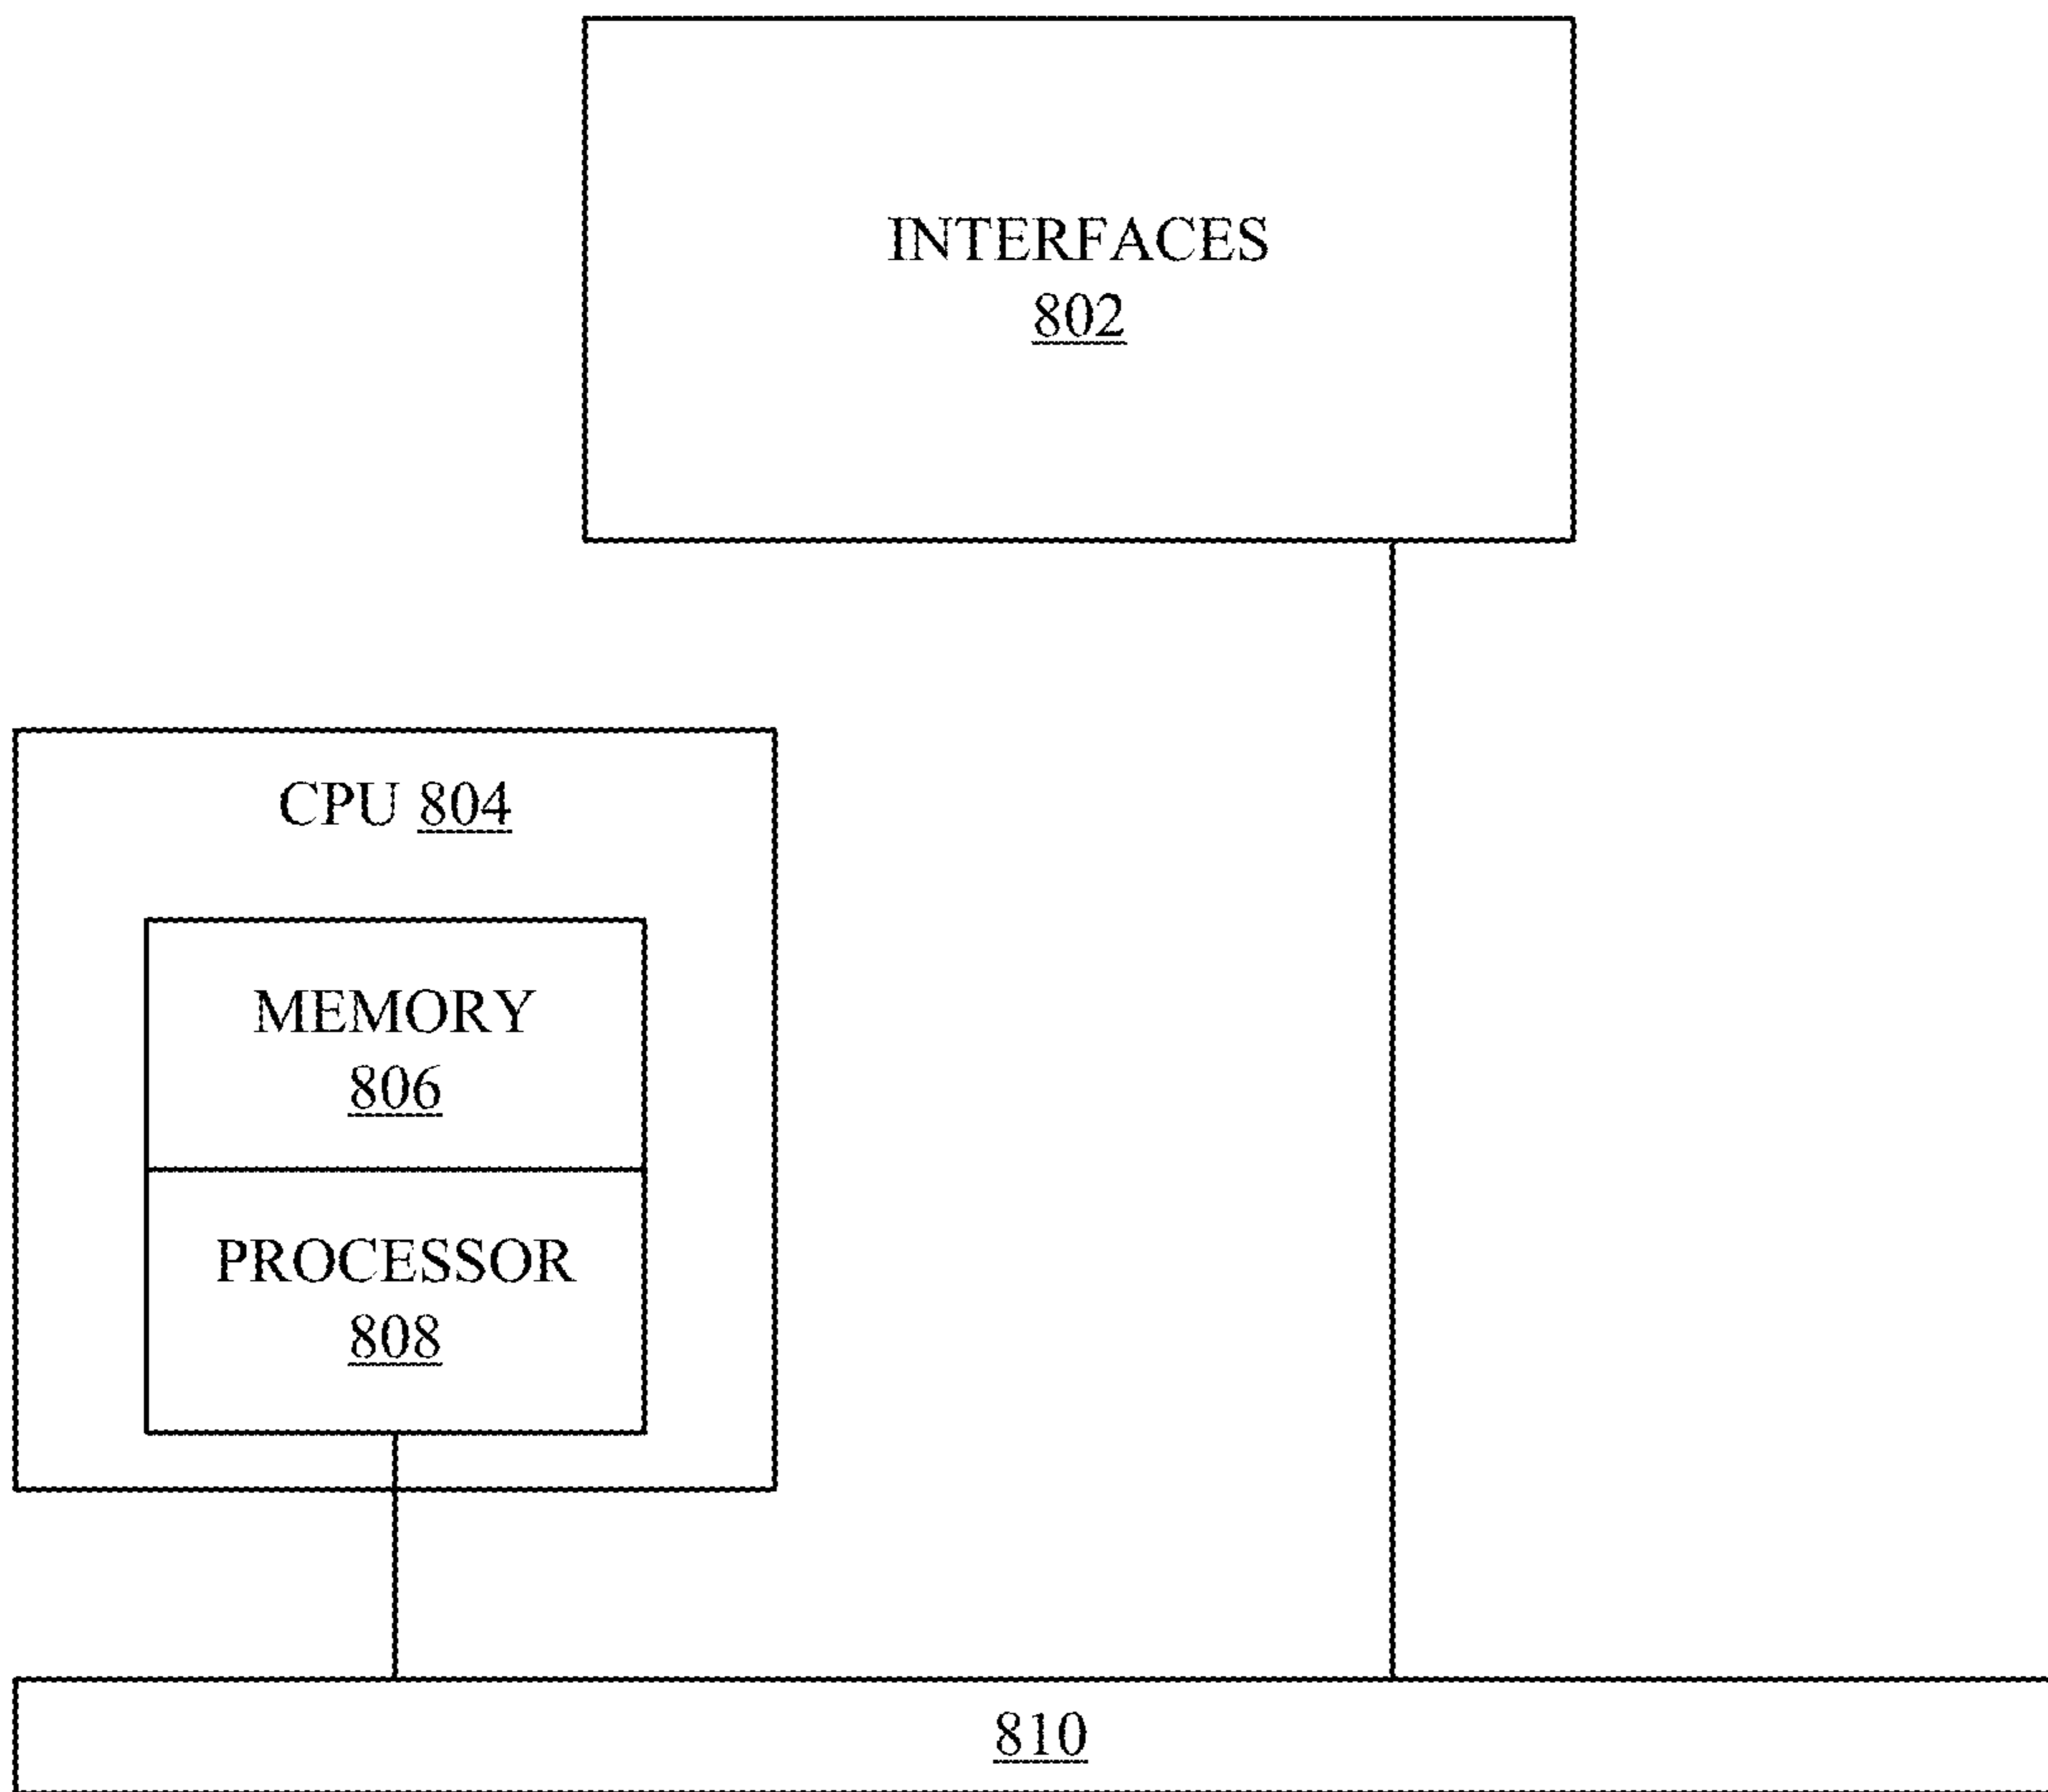 INTERFACES
802
CPU 804
MEMORY
806
PROCESSOR
808
810